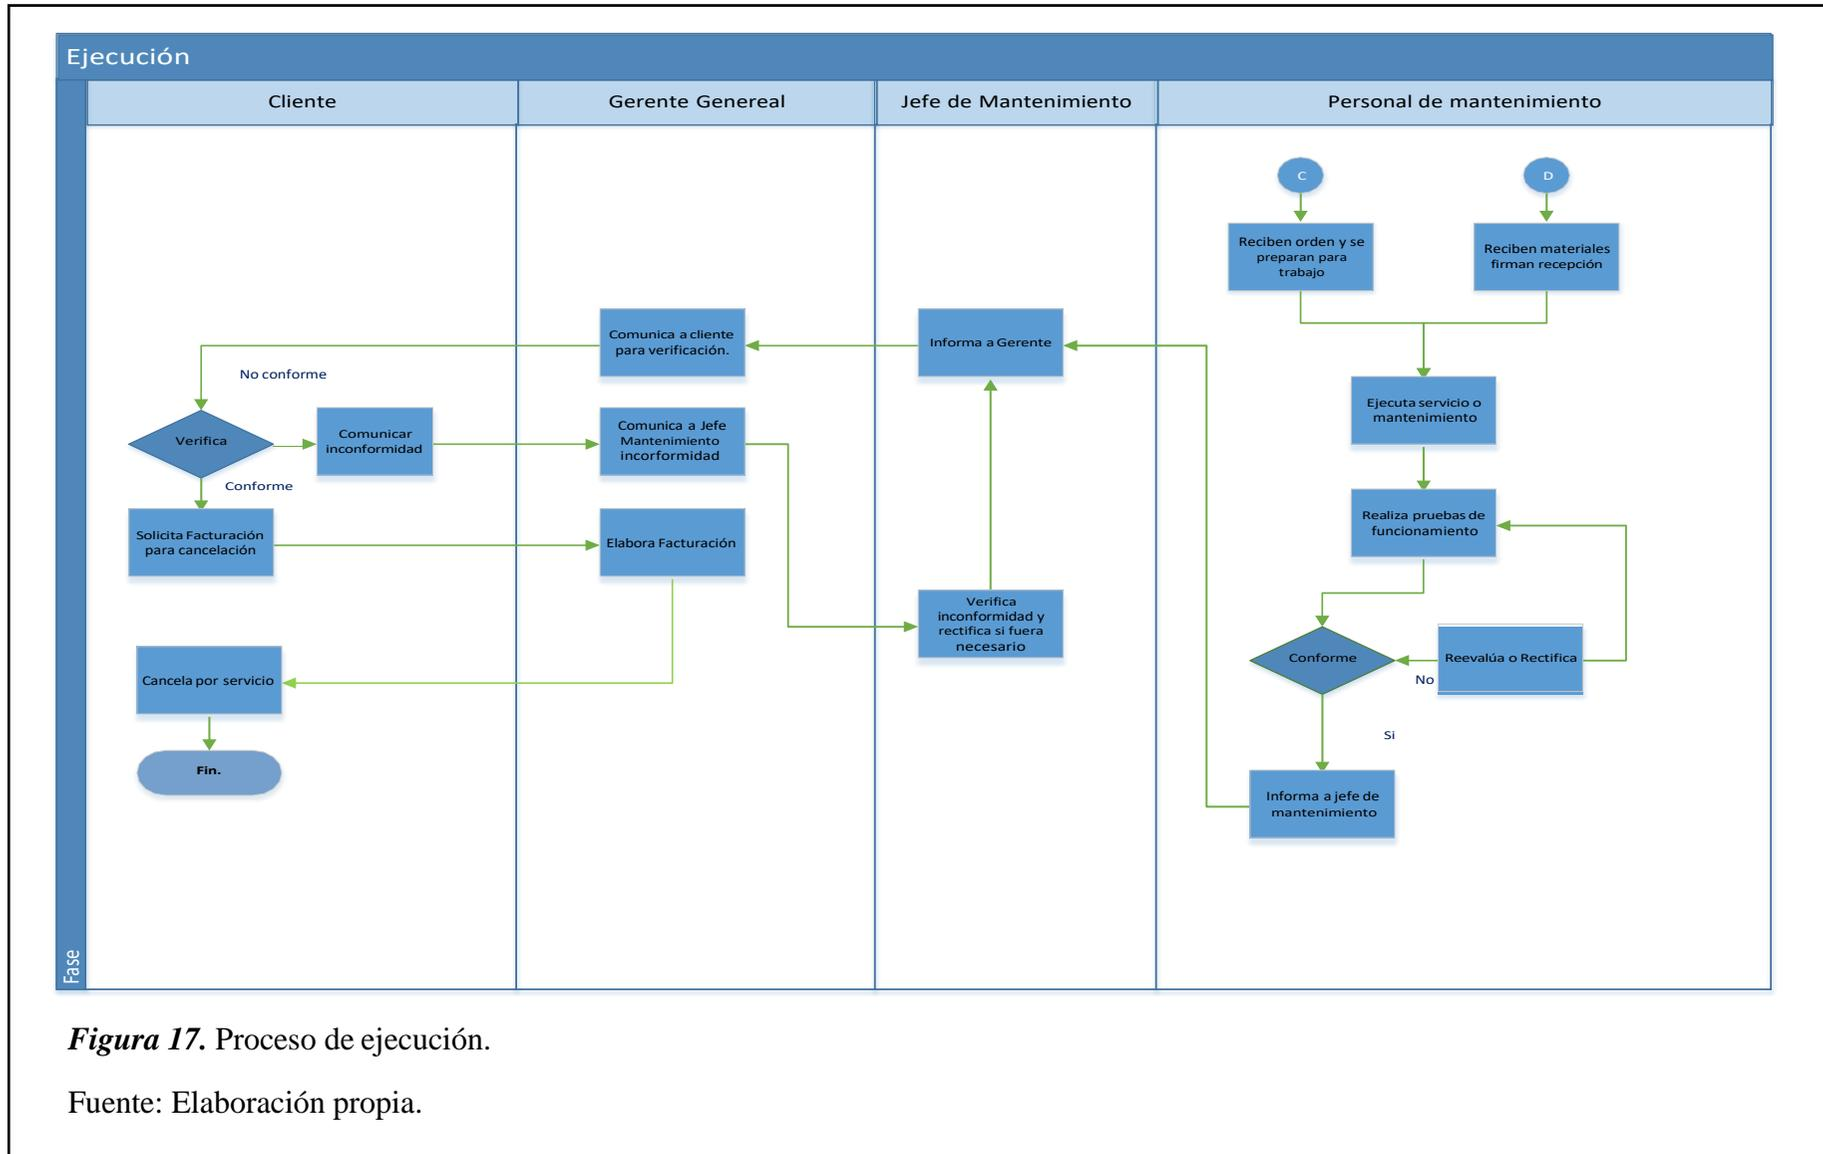 Ejecución
Cliente
Gerente Genereal
Jefe de Mantenimiento
Personal de mantenimiento
Fase
C
D
Reciben orden y se
preparan para
trabajo
Reciben materiales
firman recepción
Comunica a cliente
para verificación.
Informa a Gerente
No conforme
Ejecuta servicio o
mantenimiento
Verifica
Comunicar
inconformidad
Comunica a Jefe
Mantenimiento
incorformidad
Conforme
Solicita Facturación
para cancelación
Elabora Facturación
Realiza pruebas de
funcionamiento
Verifica
inconformidad y
rectifica si fuera
necesario
Conforme
No
Reevalúa o Rectifica
Cancela por servicio
Si
Fin.
Informa a jefe de
mantenimiento
Figura 17. Proceso de ejecución.
Fuente: Elaboración propia.